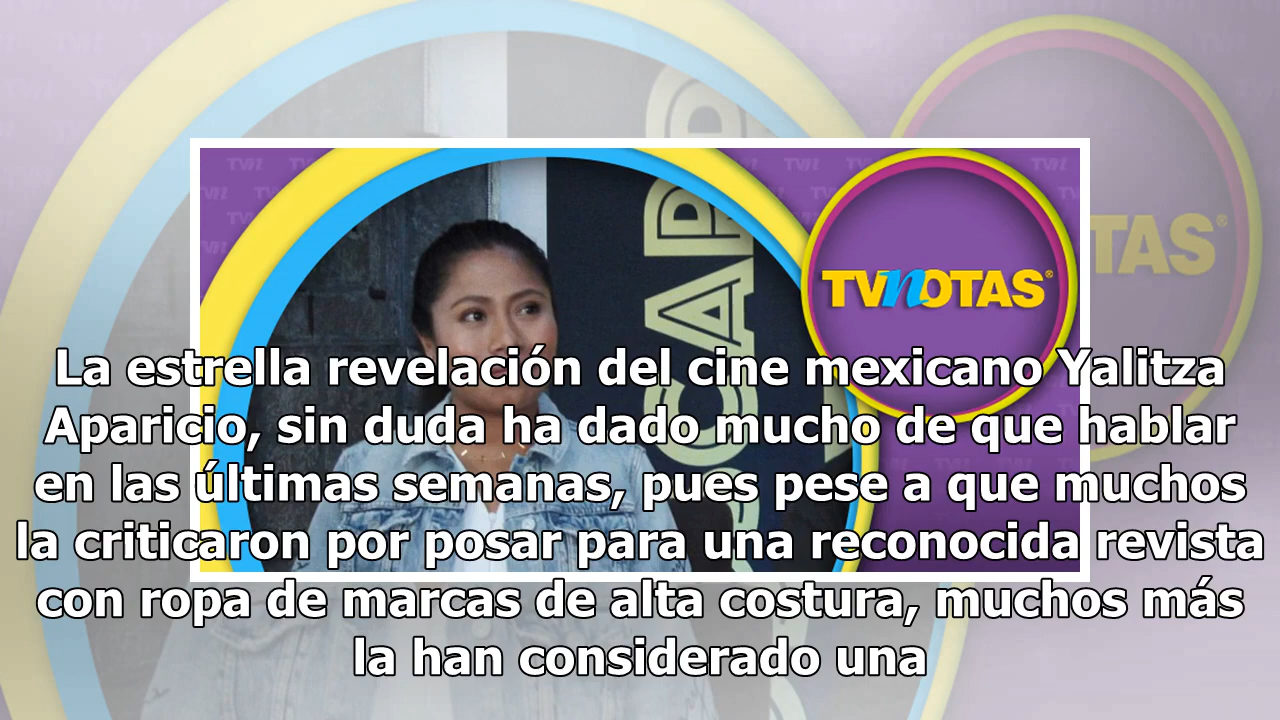 TVnOTAS®
TAS®
La estrella revelación del cine mexicano Yalitza
Aparicio, sin duda ha dado mucho de que hablar
en las últimas semanas, pues pese a que muchos
la criticaron por posar para una reconocida revista
con ropa de marcas de alta costura, muchos más
la han considerado una